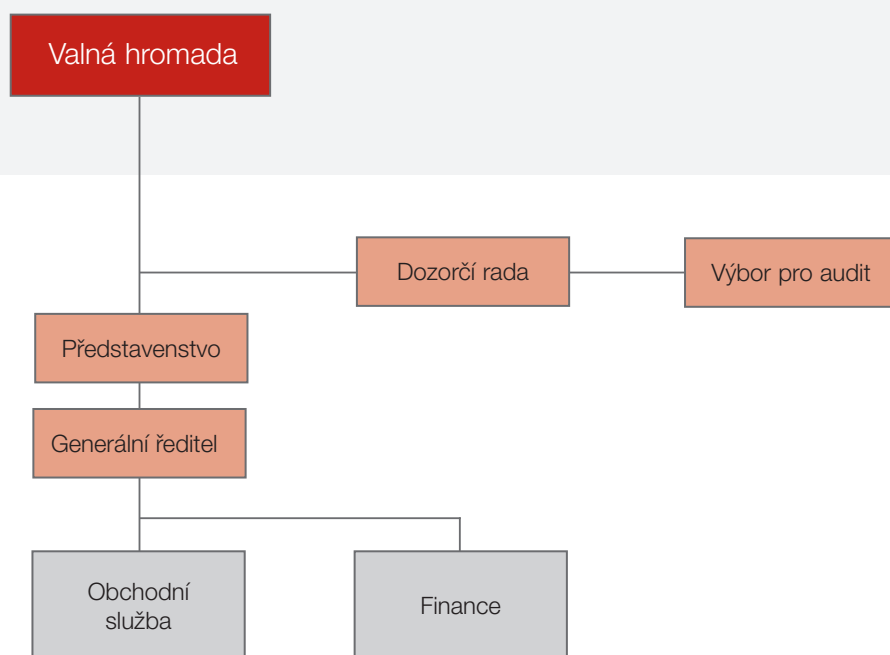 Valná hromada
Dozorčí rada
Výbor pro audit
Představenstvo
Generální ředitel
Obchodní
služba
Finance